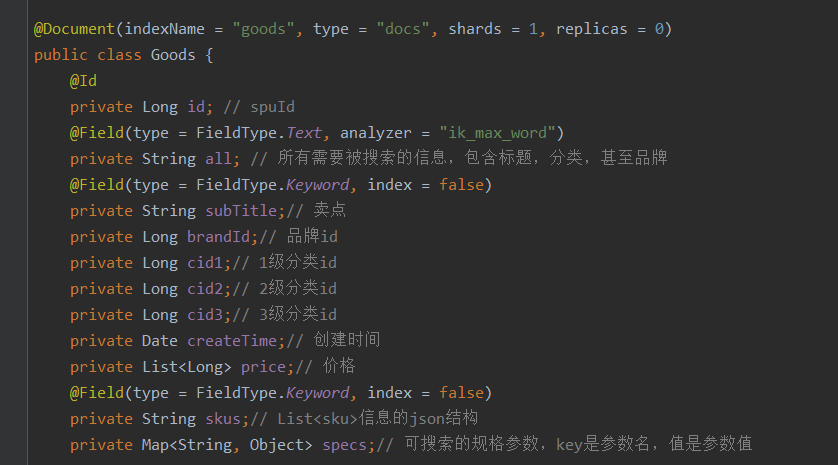 @Document(indexName = "goods", type = "docs", shards = 1, replicas = 0)
public class Goods {
@Id
private Long id; // spuId
@Field(type = FieldType.Text, analyzer = "ik_max_word")
private String all; // 所有需要被搜索的信息，包含标题，分类，甚至品牌
@Field(type = FieldType.Keyword, index = false)
private String subTitle;// 卖点
private Long brandId;// 品牌id
private Long cid1;// 1级分类id
private Long cid2;// 2级分类id
private Long cid3;// 3级分类id
private Date createTime;// 创建时间
private List<Long> price;// 价格
@Field(type = FieldType.Keyword, index = false)
private String skus;// List<sku>信息的json结构
private Map<String, Object> specs;// 可搜索的规格参数，key是参数名，值是参数值